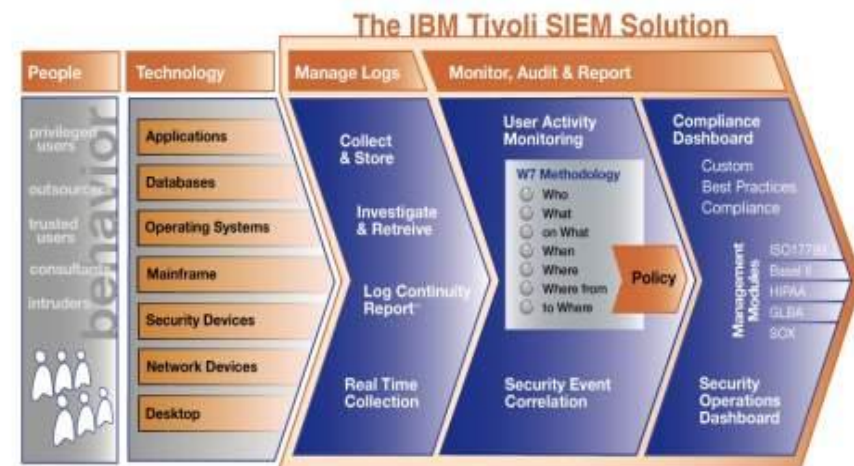 The IBM Tivoli SIEM Solution
People
Technology
Manage Logs
Monitor, Audit & Report
behavior
privileged
users
outsourcers
trusted
users
consultants
intruders
Applications
Databases
Operating Systems
Mainframe
Security Devices
Network Devices
Desktop
Collect
& Store
Investigate
& Retreive
Log Continuity
Report
Real Time
Collection
User Activity
Monitoring
W7 Methodology
Who
What
on What
When
Where
Where from
to Where
Policy
Security Event
Correlation
Compliance
Dashboard
Custom
Best Practices
Compliance
Management
Modules
Basel II
HIPAA
GLBA
SOX
Security
Operations
Dashboard